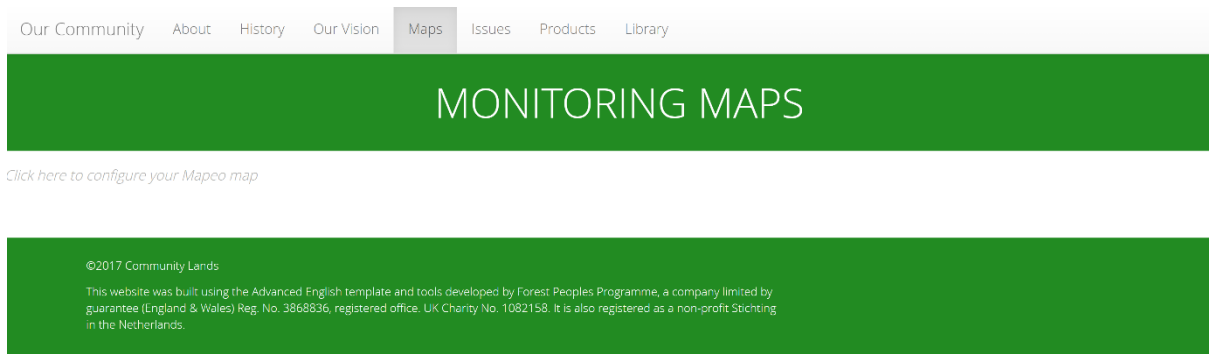 Our Community About History Our Vision Maps Issues Products Library
MONITORING MAPS
Click here to configure your Mapeo map
©2017 Community Lands
This website was built using the Advanced English template and tools developed by Forest Peoples Programme, a company limited by
guarantee (England & Wales) Reg. No. 3868836, registered office. UK Charity No. 1082158. It is also registered as a non-profit Stichting
in the Netherlands.